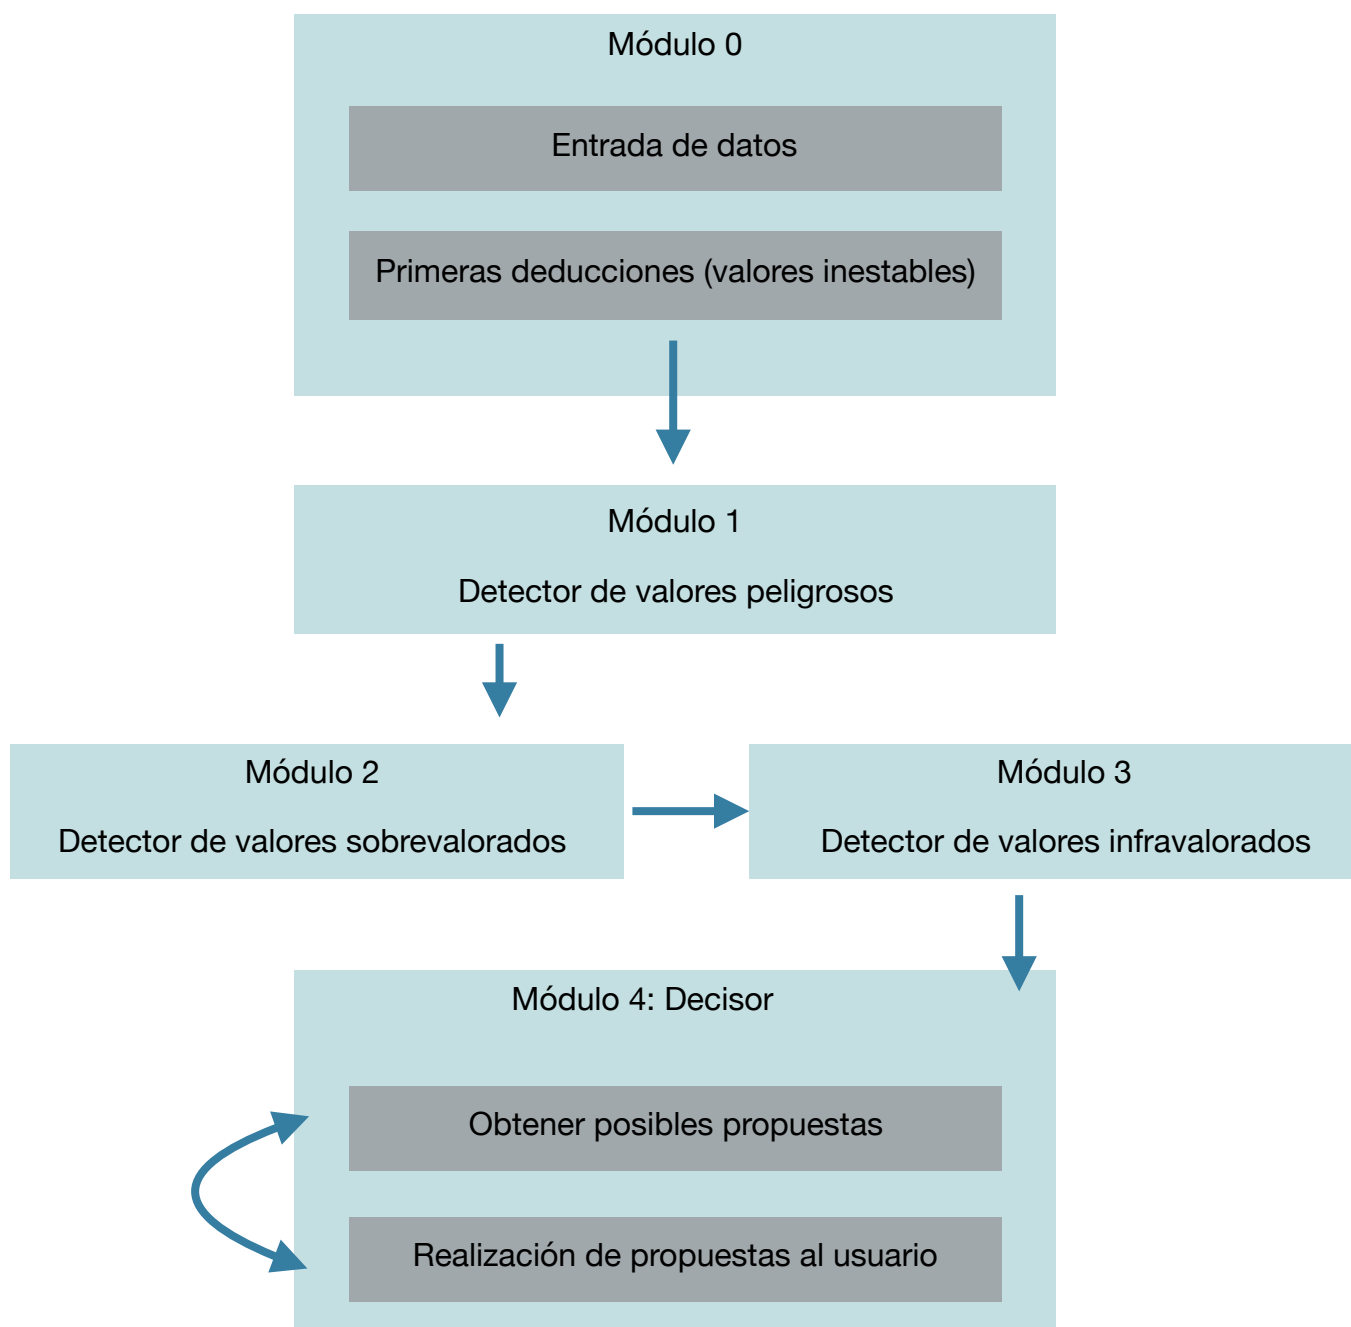 Módulo 0
Entrada de datos
Primeras deducciones (valores inestables)
Módulo 1
Detector de valores peligrosos
Módulo 2
Detector de valores sobrevalorados
Módulo 3
Detector de valores infravalorados
Módulo 4: Decisor
Obtener posibles propuestas
Realización de propuestas al usuario